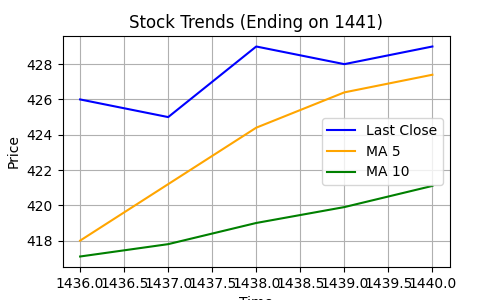 Stock Trends (Ending on 1441)
Price
428
426
424
422
420
418
Last Close
MA 5
MA 10
1436.0 1436.5 1437.0 1437.5 1438.0 1438.5 1439.0 1439.5 1440.0
Time